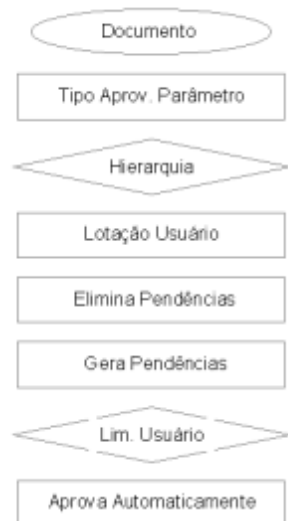 Documento
Tipo Aprov. Parâmetro
Hierarquia
Lotação Usuário
Elimina Pendências
Gera Pendências
Lim. Usuário
Aprova Automaticamente